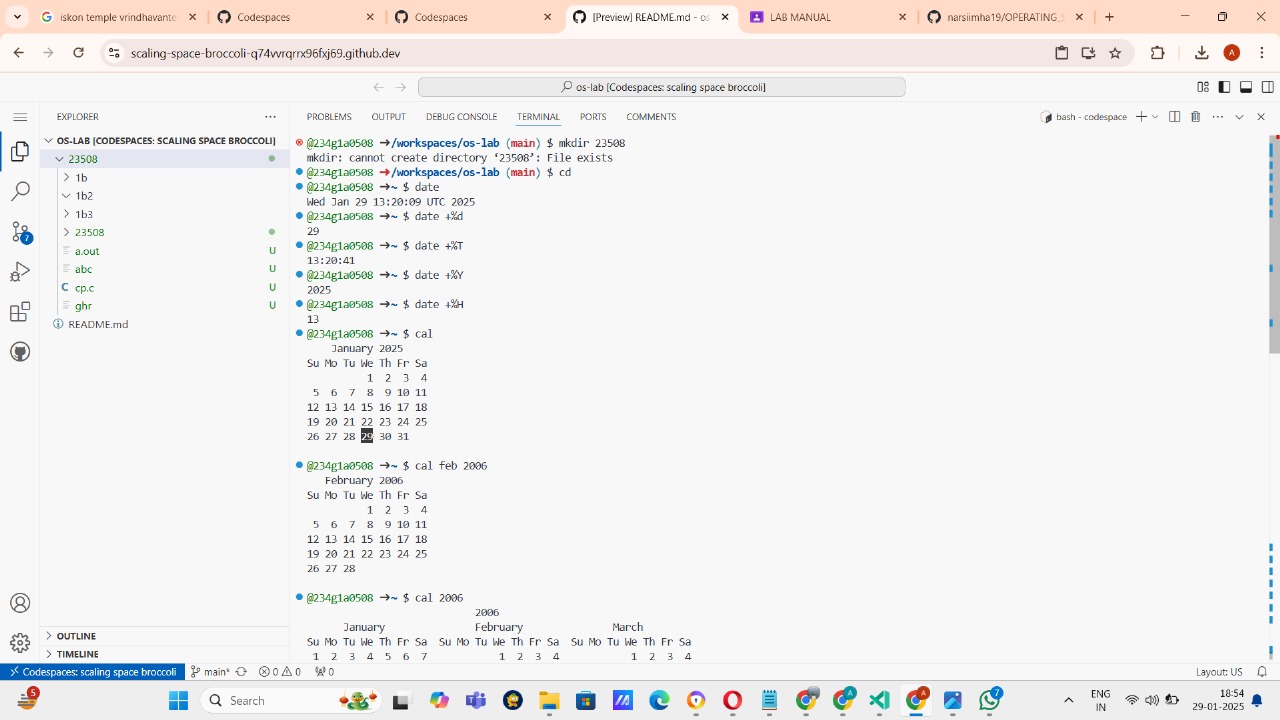 iskon temple vrindhavante
Codespaces
Codespaces
[Preview] README.md - os
LAB MANUAL
narsiimha19/OPERATING_S
scaling-space-broccoli-q74vvrqrrx96fxj69.github.dev
A
os-lab [Codespaces: scaling space broccoli]
EXPLORER
PROBLEMS OUTPUT DEBUG CONSOLE TERMINAL PORTS COMMENTS
bash - codespace
OS-LAB [CODESPACES: SCALING SPACE BROCCOLI]
23508
1b
1b2
1b3
23508
a.out U
abc U
C cp.c U
ghr U
README.md
7
OUTLINE
TIMELINE
@234g1a0508 ➜/workspaces/os-lab (main) $ mkdir 23508
mkdir: cannot create directory ‘23508’: File exists
@234g1a0508 ➜/workspaces/os-lab (main) $ cd
@234g1a0508 ➜~ $ date
Wed Jan 29 13:20:09 UTC 2025
@234g1a0508 ➜~ $ date +%d
29
@234g1a0508 ➜~ $ date +%T
13:20:41
@234g1a0508 ➜~ $ date +%Y
2025
@234g1a0508 ➜~ $ date +%H
13
@234g1a0508 ➜~ $ cal
January 2025
Su Mo Tu We Th Fr Sa
1 2 3 4
5 6 7 8 9 10 11
12 13 14 15 16 17 18
19 20 21 22 23 24 25
26 27 28 29 30 31
@234g1a0508 ➜~ $ cal feb 2006
February 2006
Su Mo Tu We Th Fr Sa
1 2 3 4
5 6 7 8 9 10 11
12 13 14 15 16 17 18
19 20 21 22 23 24 25
26 27 28
@234g1a0508 ➜~ $ cal 2006
2006
January February March
Su Mo Tu We Th Fr Sa Su Mo Tu We Th Fr Sa Su Mo Tu We Th Fr Sa
1 2 3 4 5 6 7 1 2 3 4 1 2 3 4
Codespaces: scaling space broccoli main* 0 0 0 Layout: US
5
Search
A
A
7
ENG
IN
18:54
29-01-2025